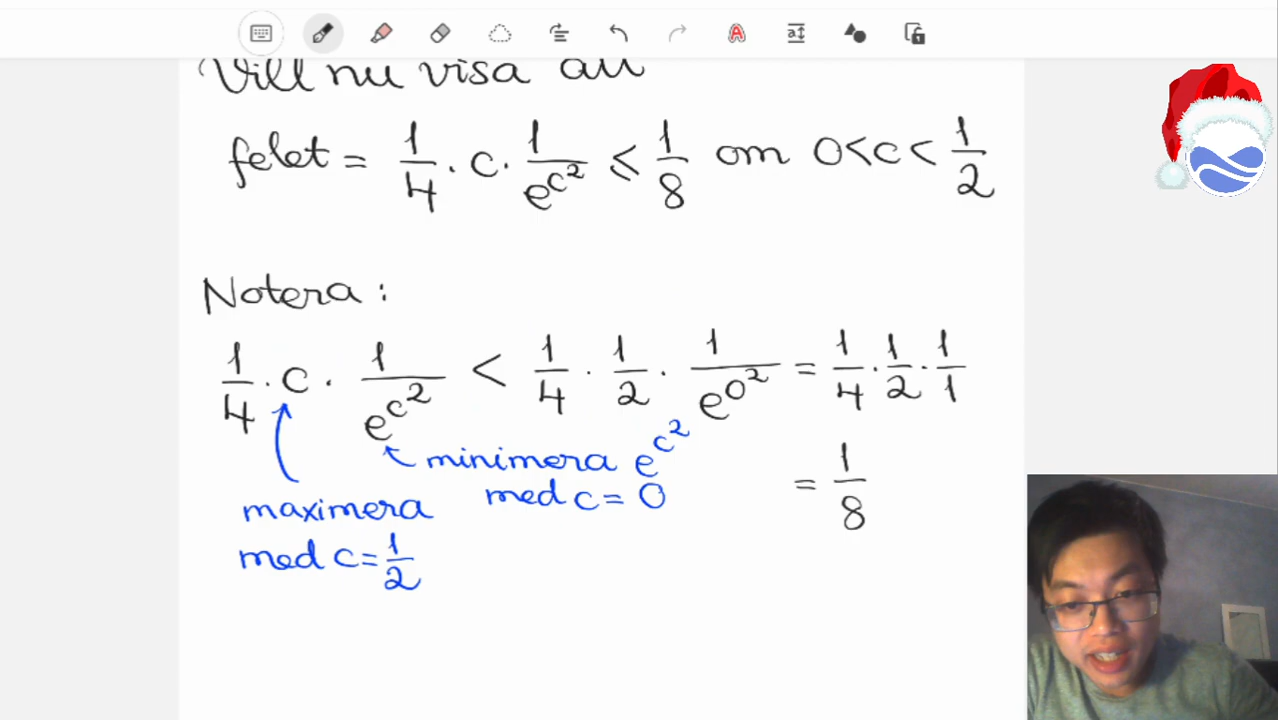 Vill nu visa att
felet = 1/4 · c · 1/e^(c²) ≤ 1/8 om 0<c<1/2
Notera:
1/4 · c · 1/e^(c²) < 1/4 · 1/2 · 1/e^(0²) = 1/4 · 1/2 · 1/1
= 1/8
minimera e^(c²)
med c = 0
maximera
med c = 1/2